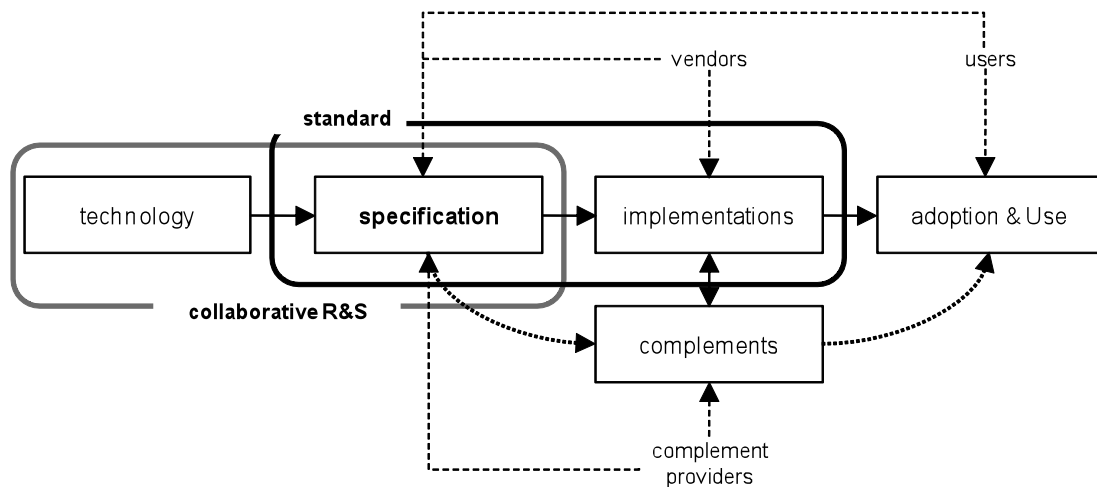 vendors
users
standard
technology
specification
implementations
adoption & Use
collaborative R&S
complements
complement
providers